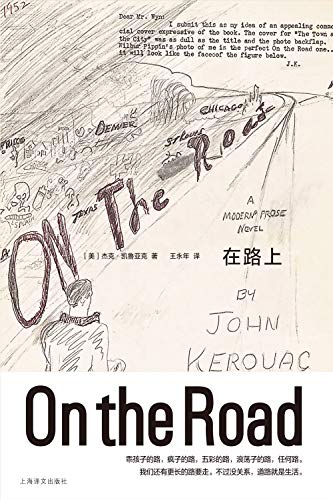 1952
Dear Mr. Wyn:
I submit this as my idea of an appealing commer
cial cover expressive of the book. The cover for "The Town a
the City" was as dull as the title and the photo backflap.
Wilbur Pippin's photo of me is the perfect On the Road one..
it will look like the face of the figure below.
J.K.
CHICAGO
DENVER
ST LOUIS
TEXAS
ON The Road
A
MODERN PROSE
NOVEL
[美]杰克·凯鲁亚克 著
王永年 译
在路上
BY
JOHN
KEROUAC
On the Road
乖孩子的路，疯子的路，五彩的路，浪荡子的路，任何路。
我们还有更长的路要走。不过没关系，道路就是生活。
上海译文出版社